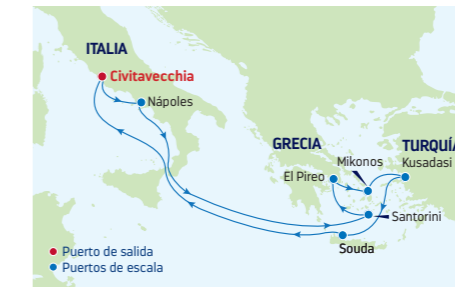 ITALIA
Civitavecchia
Nápoles
GRECIA
TURQUÍA
Mikonos
Kusadasi
El Pireo
Santorini
Souda
Puerto de salida
Puertos de escala